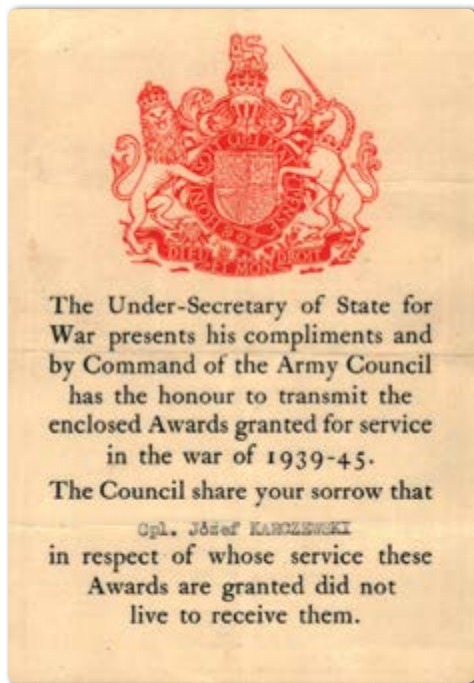 HONI SOIT QUI MAL Y PENSE
DIEU ET MON DROIT
The Under-Secretary of State for
War presents his compliments and
by Command of the Army Council
has the honour to transmit the
enclosed Awards granted for service
in the war of 1939-45.
The Council share your sorrow that
Cpl. Józef KARCZEWSKI
in respect of whose service these
Awards are granted did not
live to receive them.